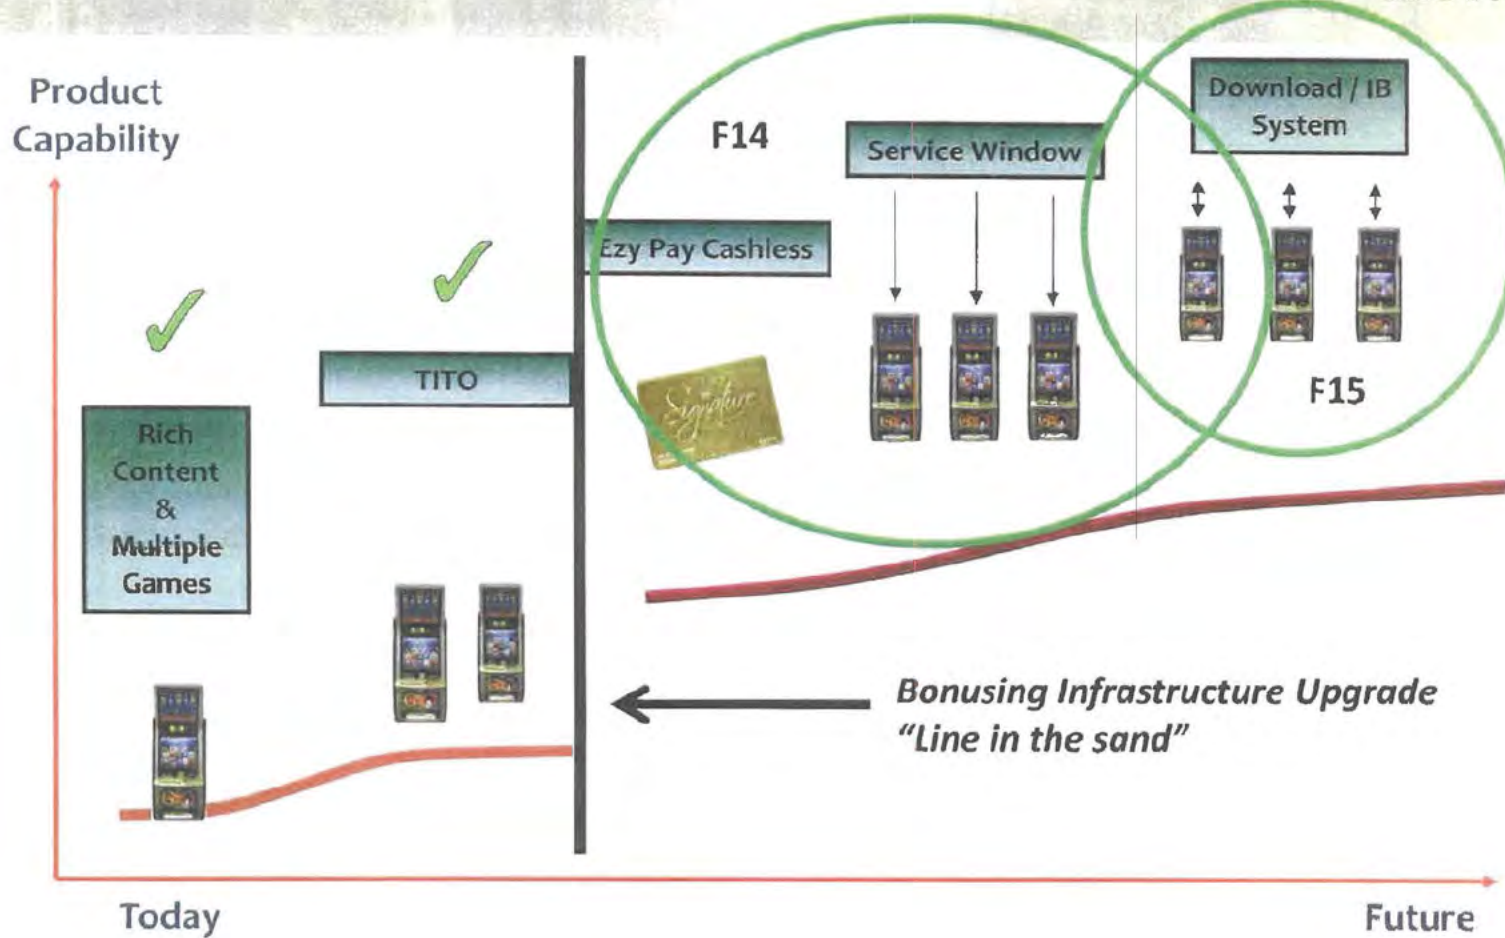 Product
Capability
F14
Service Window
Download / IB
System
Ezy Pay Cashless
TITO
Signature
F15
Rich
Content
&
Multiple
Games
Bonusing Infrastructure Upgrade
“Line in the sand”
Today
Future